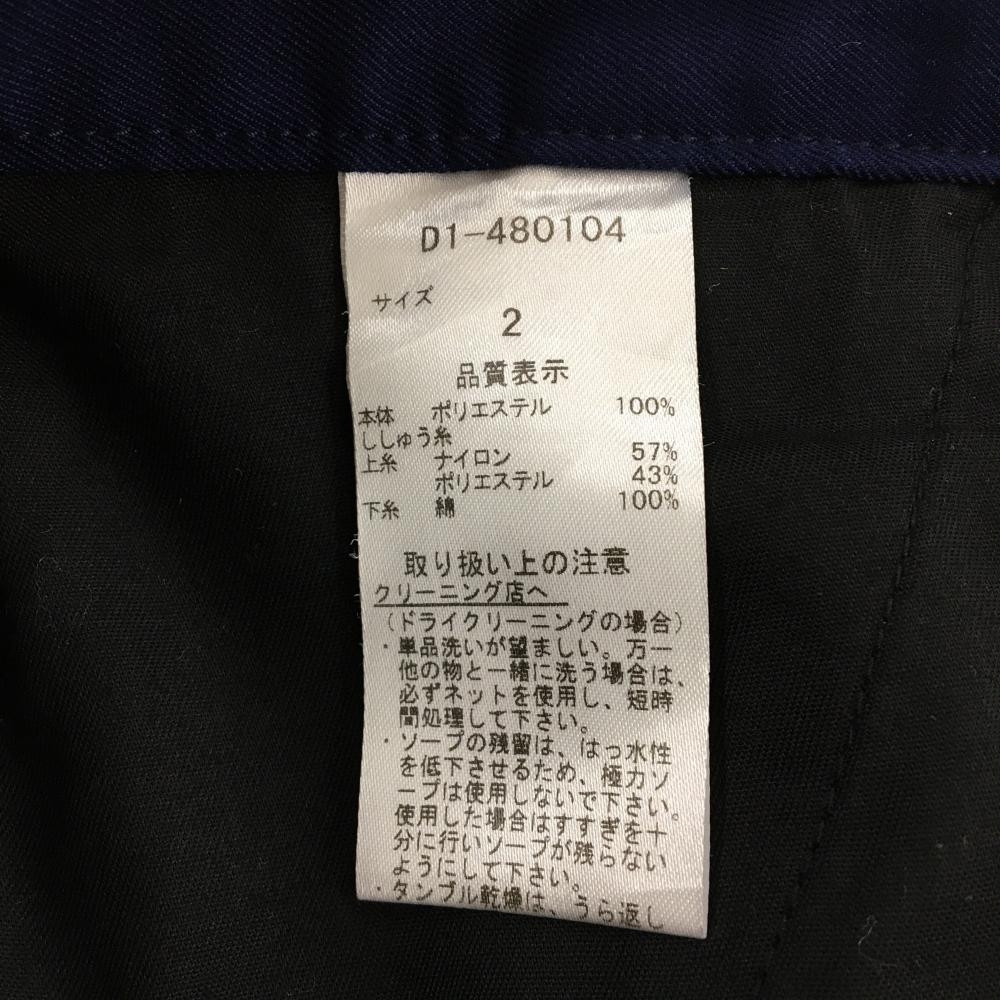 D1-480104
サイズ
2
品質表示
本体 ポリエステル 100%
ししゅう糸
上糸 ナイロン 57%
ポリエステル 43%
下糸 綿 100%
取り扱い上の注意
クリーニング店へ
(ドライクリーニングの場合)
・単品洗いが望ましい。万一
他の物と一緒に洗う場合は、
必ずネットを使用し、短時
間処理して下さい。
・ソープの残留は、はっ水性
を低下させるため、極力ソ
ープは使用しないで下さい。
使用した場合はすすぎを十
分に行いソープが残らない
ようにして下さい。
・タンブル乾燥は、うら返し